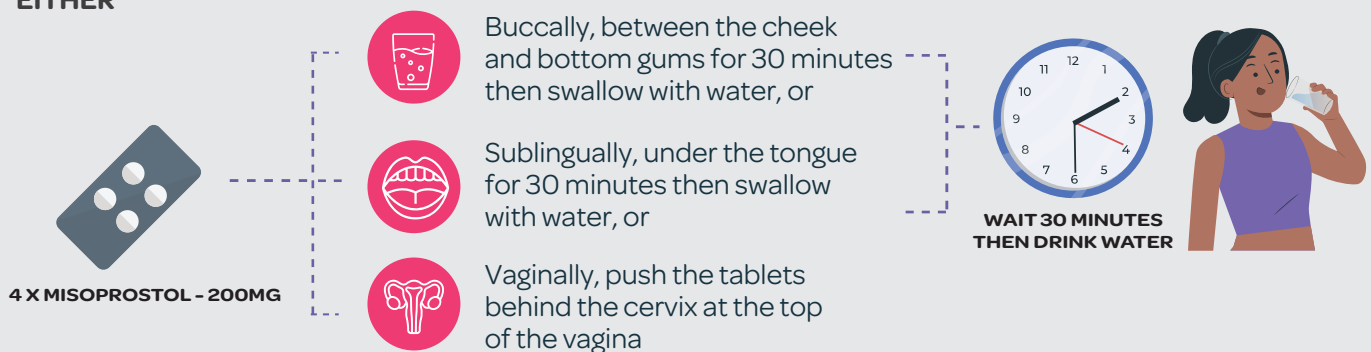 EITHER
Buccally, between the cheek
and bottom gums for 30 minutes
then swallow with water, or
Sublingually, under the tongue
for 30 minutes then swallow
with water, or
Vaginally, push the tablets
behind the cervix at the top
of the vagina
4 X MISOPROSTOL - 200MG
12
1
2
3
4
5
6
7
8
9
10
11
WAIT 30 MINUTES
THEN DRINK WATER